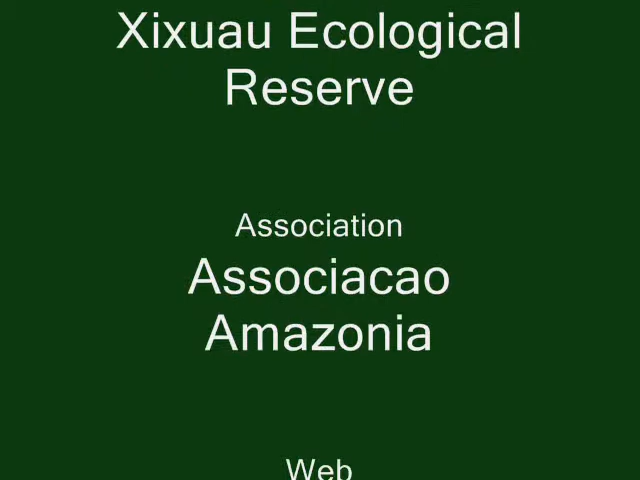 Xixuau Ecological
Reserve
Association
Associacao
Amazonia
Web